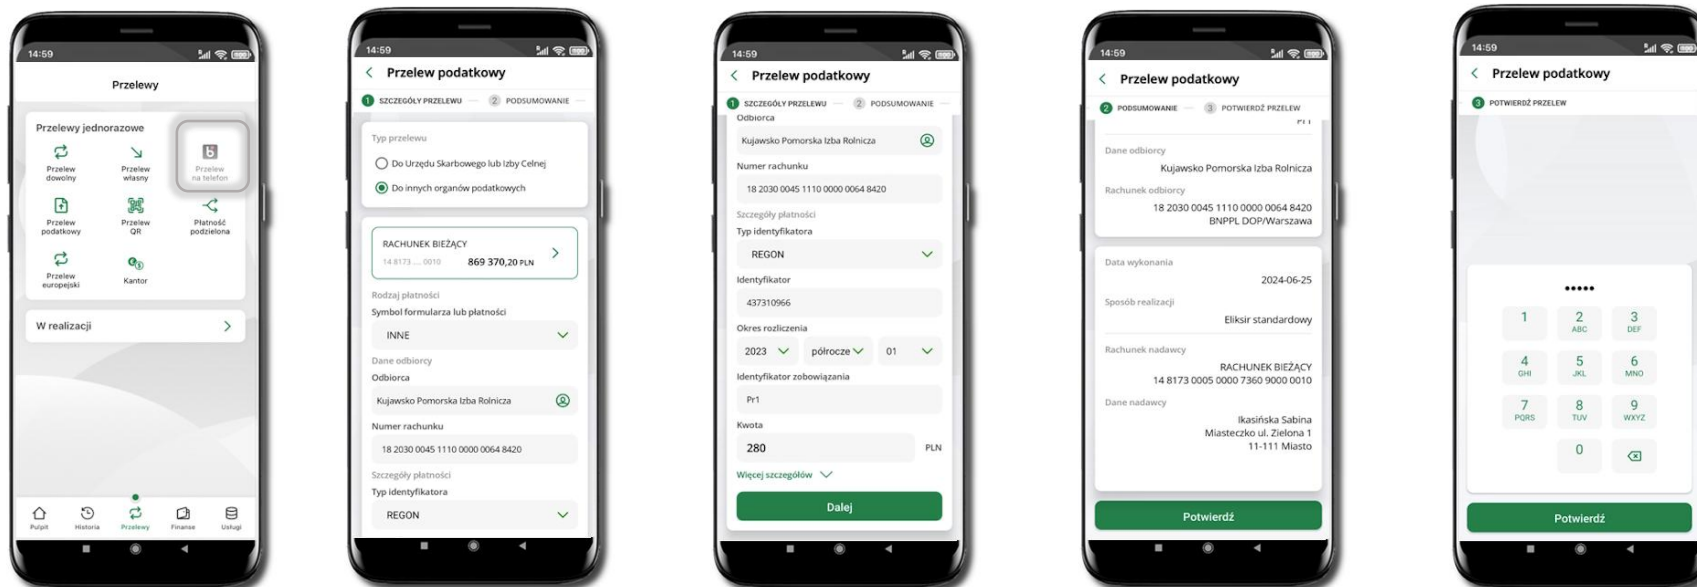 14:59
Przelewy
Przelewy jednorazowe
Przelew
dowolny
Przelew
własny
Przelew
na telefon
Przelew
podatkowy
Przelew
QR
Płatność
podzielona
Przelew
europejski
Kantor
W realizacji
Pulpit
Historia
Przelewy
Finanse
Usługi
14:59
Przelew podatkowy
1 SZCZEGÓŁY PRZELEWU
2 PODSUMOWANIE
Typ przelewu
Do Urzędu Skarbowego lub Izby Celnej
Do innych organów podatkowych
RACHUNEK BIEŻĄCY
14 8173 .... 0010 869 370,20 PLN
Rodzaj płatności
Symbol formularza lub płatności
INNE
Dane odbiorcy
Odbiorca
Kujawsko Pomorska Izba Rolnicza
Numer rachunku
18 2030 0045 1110 0000 0064 8420
Szczegóły płatności
Typ identyfikatora
REGON
14:59
Przelew podatkowy
1 SZCZEGÓŁY PRZELEWU
2 PODSUMOWANIE
Odbiorca
Kujawsko Pomorska Izba Rolnicza
Numer rachunku
18 2030 0045 1110 0000 0064 8420
Szczegóły płatności
Typ identyfikatora
REGON
Identyfikator
437310966
Okres rozliczenia
2023 półrocze 01
Identyfikator zobowiązania
Pr1
Kwota
280 PLN
Więcej szczegółów
Dalej
14:59
Przelew podatkowy
2 PODSUMOWANIE
3 POTWIERDŹ PRZELEW
Dane odbiorcy
Kujawsko Pomorska Izba Rolnicza
Rachunek odbiorcy
18 2030 0045 1110 0000 0064 8420
BNPPL DOP/Warszawa
Data wykonania
2024-06-25
Sposób realizacji
Eliksir standardowy
Rachunek nadawcy
RACHUNEK BIEŻĄCY
14 8173 0005 0000 7360 9000 0010
Dane nadawcy
Ikasińska Sabina
Miasteczko ul. Zielona 1
11-111 Miasto
Potwierdź
14:59
Przelew podatkowy
3 POTWIERDŹ PRZELEW
•••••
1 2 3
ABC DEF
4 5 6
GHI JKL MNO
7 8 9
PQRS TUV WXYZ
0
Potwierdź